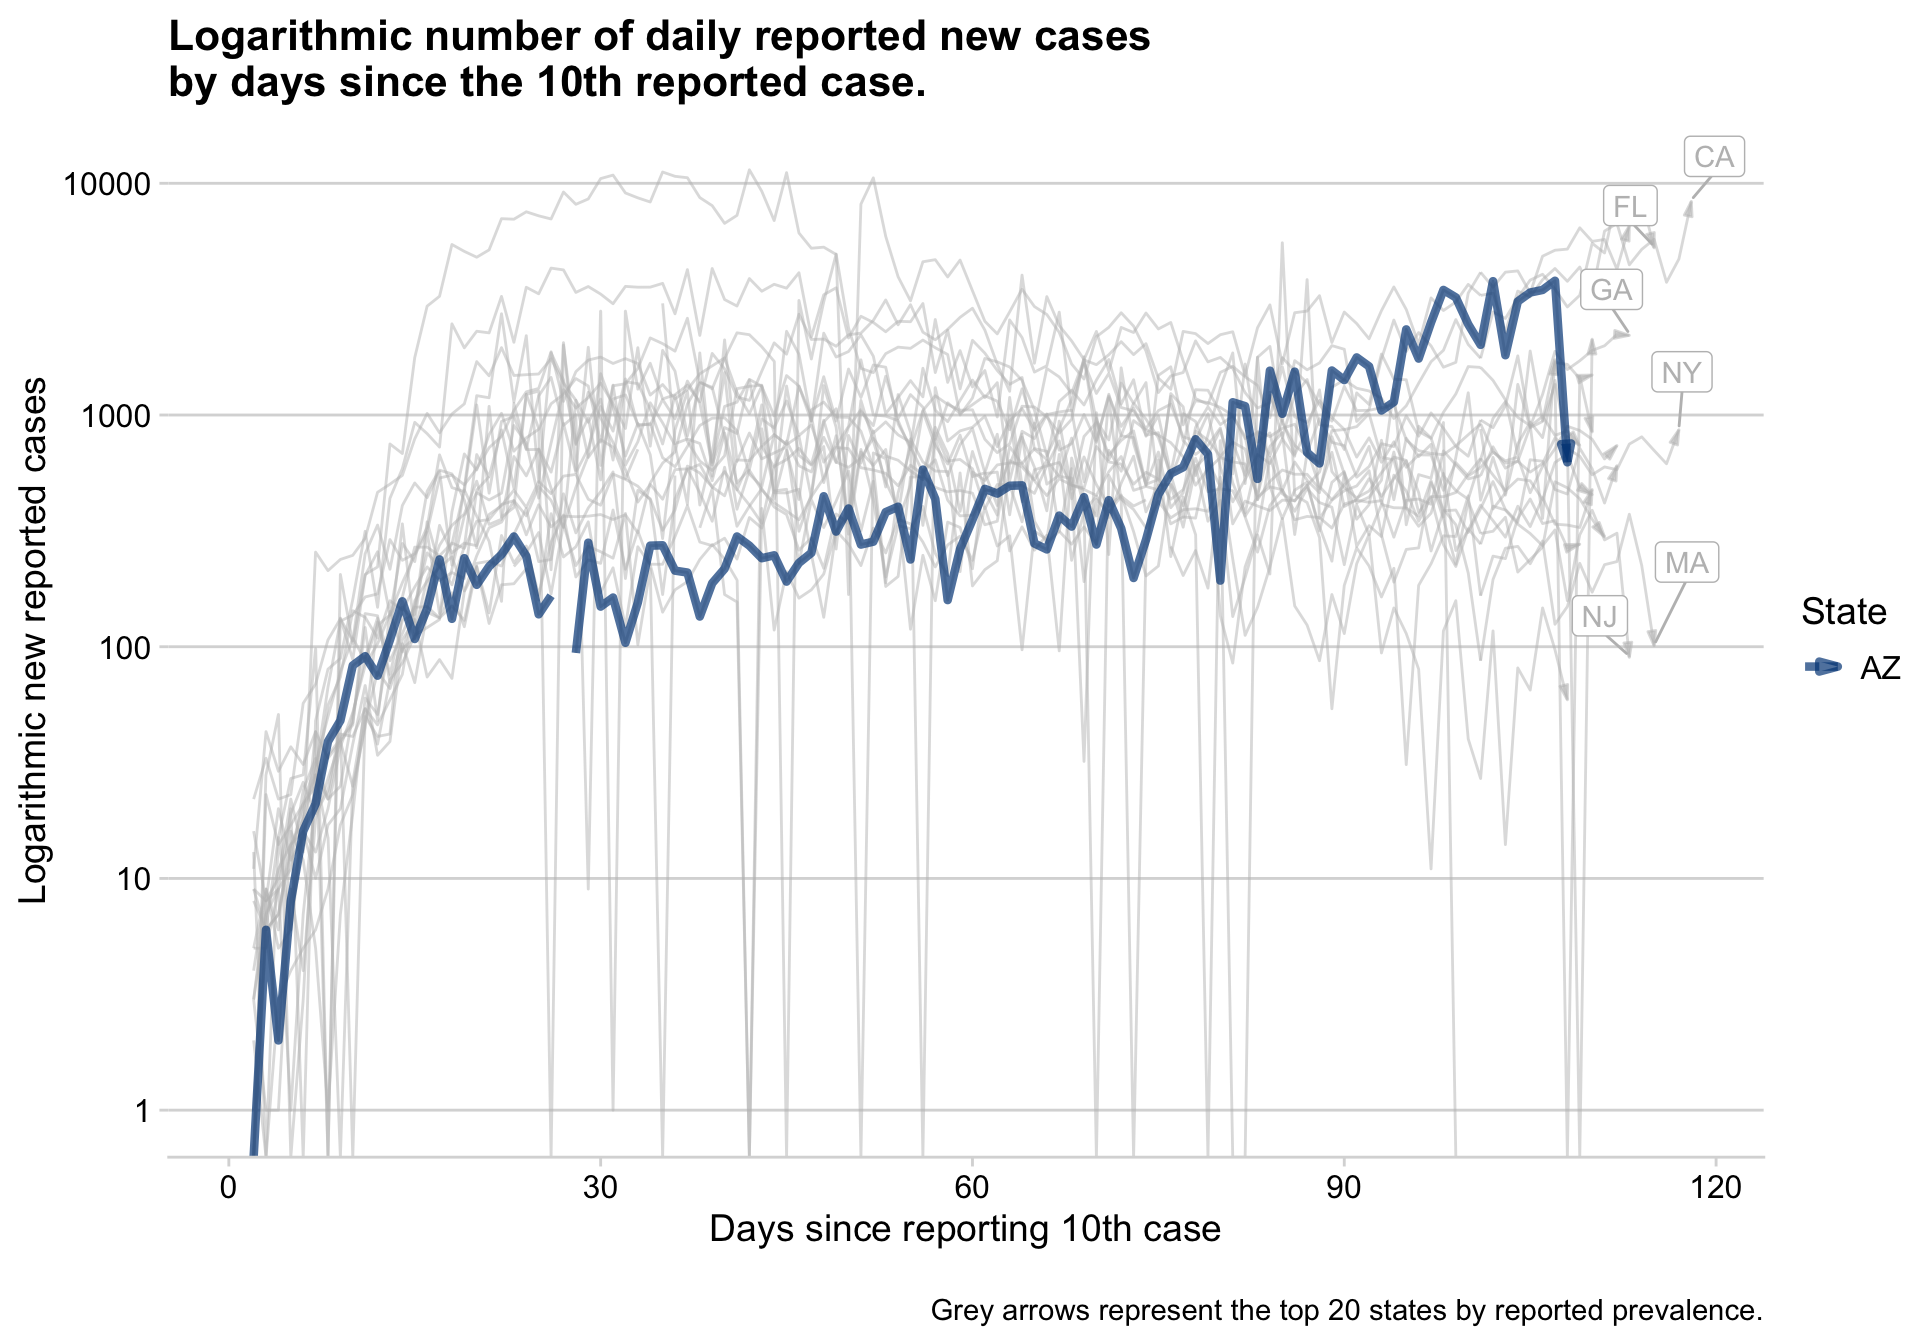 Logarithmic number of daily reported new cases
by days since the 10th reported case.
Logarithmic new reported cases
10000
1000
100
10
1
CA
FL
GA
NY
MA
NJ
State
AZ
0
30
60
90
120
Days since reporting 10th case
Grey arrows represent the top 20 states by reported prevalence.